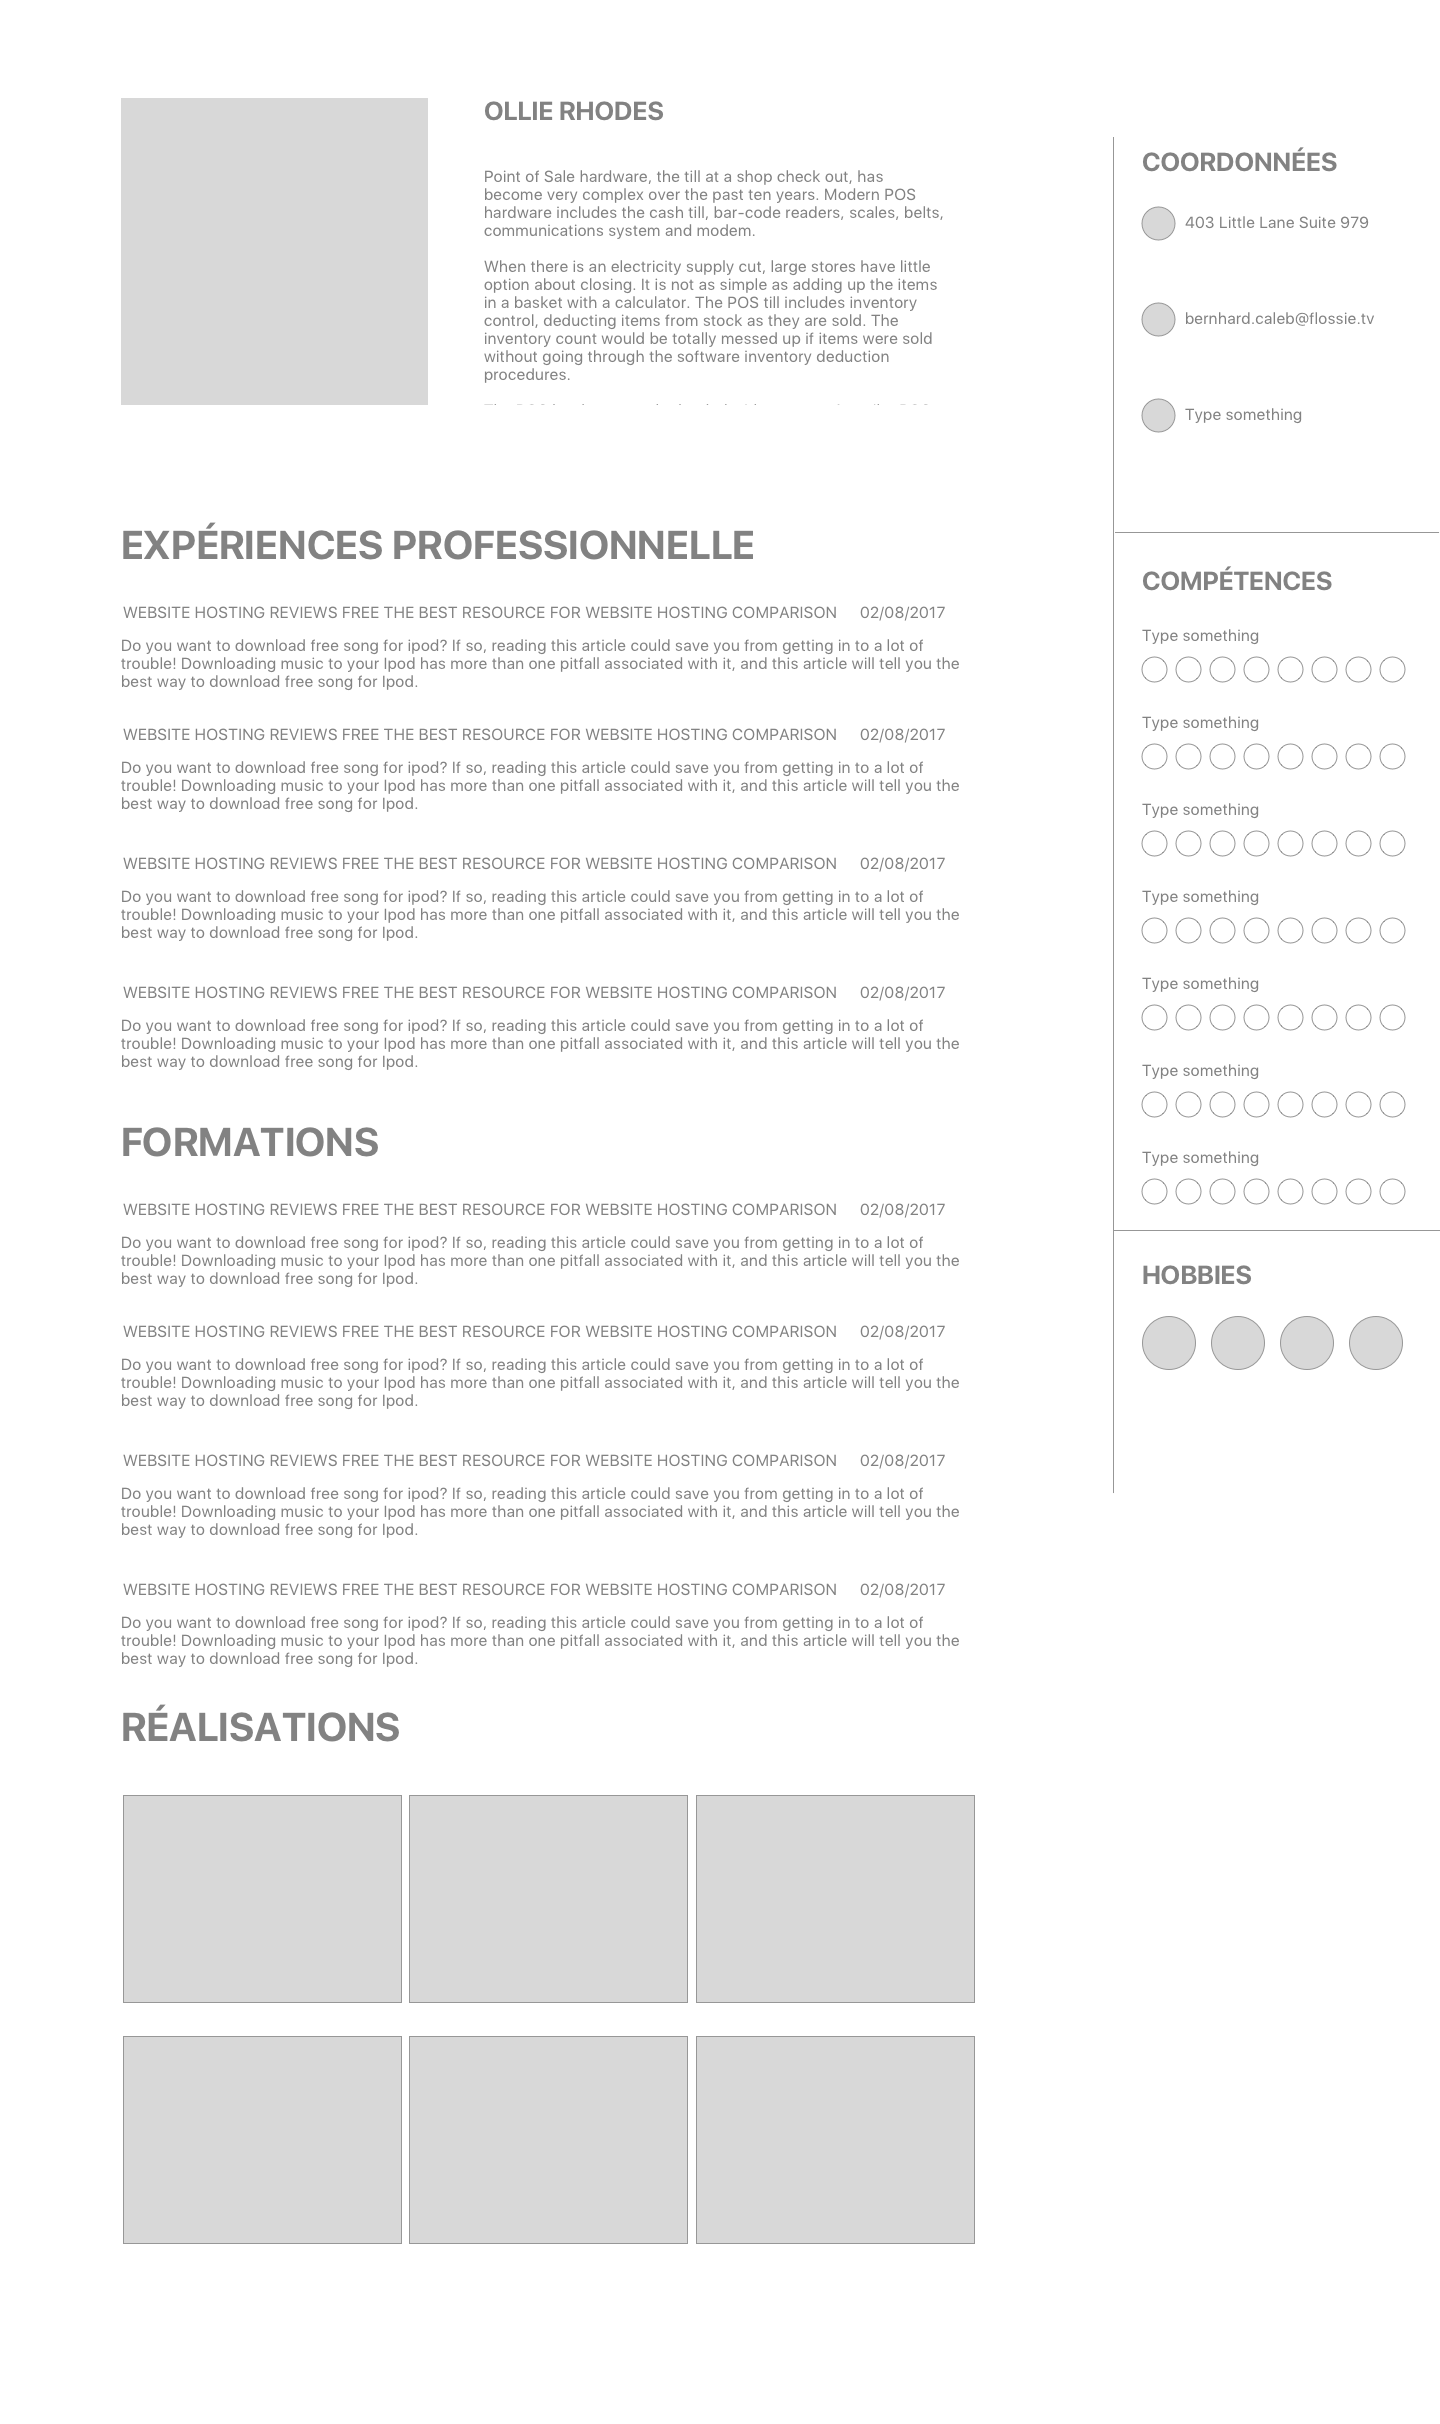 OLLIE RHODES
Point of Sale hardware, the till at a shop check out, has
become very complex over the past ten years. Modern POS
hardware includes the cash till, bar-code readers, scales, belts,
communications system and modem.
When there is an electricity supply cut, large stores have little
option about closing. It is not as simple as adding up the items
in a basket with a calculator. The POS till includes inventory
control, deducting items from stock as they are sold. The
inventory count would be totally messed up if items were sold
without going through the software inventory deduction
procedures.
EXPÉRIENCES PROFESSIONNELLE
WEBSITE HOSTING REVIEWS FREE THE BEST RESOURCE FOR WEBSITE HOSTING COMPARISON 02/08/2017
Do you want to download free song for ipod? If so, reading this article could save you from getting in to a lot of
trouble! Downloading music to your Ipod has more than one pitfall associated with it, and this article will tell you the
best way to download free song for Ipod.
WEBSITE HOSTING REVIEWS FREE THE BEST RESOURCE FOR WEBSITE HOSTING COMPARISON 02/08/2017
Do you want to download free song for ipod? If so, reading this article could save you from getting in to a lot of
trouble! Downloading music to your Ipod has more than one pitfall associated with it, and this article will tell you the
best way to download free song for Ipod.
WEBSITE HOSTING REVIEWS FREE THE BEST RESOURCE FOR WEBSITE HOSTING COMPARISON 02/08/2017
Do you want to download free song for ipod? If so, reading this article could save you from getting in to a lot of
trouble! Downloading music to your Ipod has more than one pitfall associated with it, and this article will tell you the
best way to download free song for Ipod.
WEBSITE HOSTING REVIEWS FREE THE BEST RESOURCE FOR WEBSITE HOSTING COMPARISON 02/08/2017
Do you want to download free song for ipod? If so, reading this article could save you from getting in to a lot of
trouble! Downloading music to your Ipod has more than one pitfall associated with it, and this article will tell you the
best way to download free song for Ipod.
FORMATIONS
WEBSITE HOSTING REVIEWS FREE THE BEST RESOURCE FOR WEBSITE HOSTING COMPARISON 02/08/2017
Do you want to download free song for ipod? If so, reading this article could save you from getting in to a lot of
trouble! Downloading music to your Ipod has more than one pitfall associated with it, and this article will tell you the
best way to download free song for Ipod.
WEBSITE HOSTING REVIEWS FREE THE BEST RESOURCE FOR WEBSITE HOSTING COMPARISON 02/08/2017
Do you want to download free song for ipod? If so, reading this article could save you from getting in to a lot of
trouble! Downloading music to your Ipod has more than one pitfall associated with it, and this article will tell you the
best way to download free song for Ipod.
WEBSITE HOSTING REVIEWS FREE THE BEST RESOURCE FOR WEBSITE HOSTING COMPARISON 02/08/2017
Do you want to download free song for ipod? If so, reading this article could save you from getting in to a lot of
trouble! Downloading music to your Ipod has more than one pitfall associated with it, and this article will tell you the
best way to download free song for Ipod.
WEBSITE HOSTING REVIEWS FREE THE BEST RESOURCE FOR WEBSITE HOSTING COMPARISON 02/08/2017
Do you want to download free song for ipod? If so, reading this article could save you from getting in to a lot of
trouble! Downloading music to your Ipod has more than one pitfall associated with it, and this article will tell you the
best way to download free song for Ipod.
RÉALISATIONS
COORDONNÉES
403 Little Lane Suite 979
bernhard.caleb@flossie.tv
Type something
COMPÉTENCES
Type something
Type something
Type something
Type something
Type something
Type something
Type something
HOBBIES